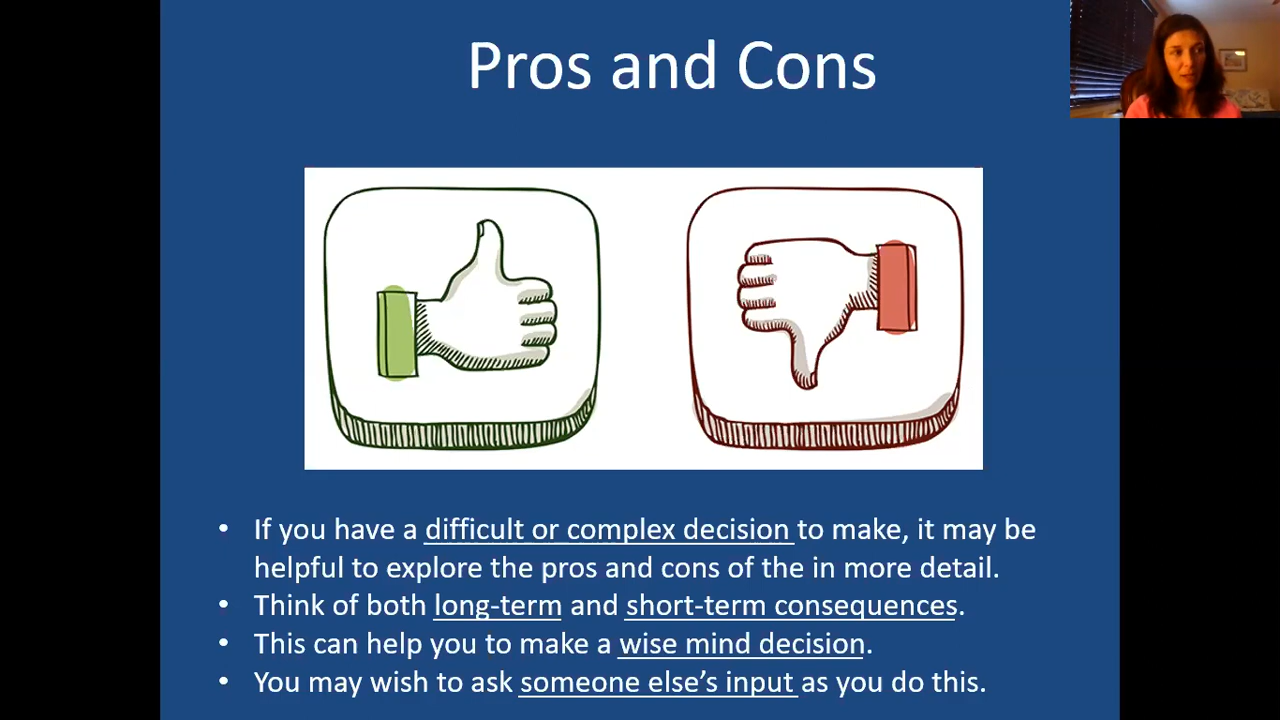 Pros and Cons
• If you have a difficult or complex decision to make, it may be
helpful to explore the pros and cons of the in more detail.
• Think of both long-term and short-term consequences.
• This can help you to make a wise mind decision.
• You may wish to ask someone else’s input as you do this.